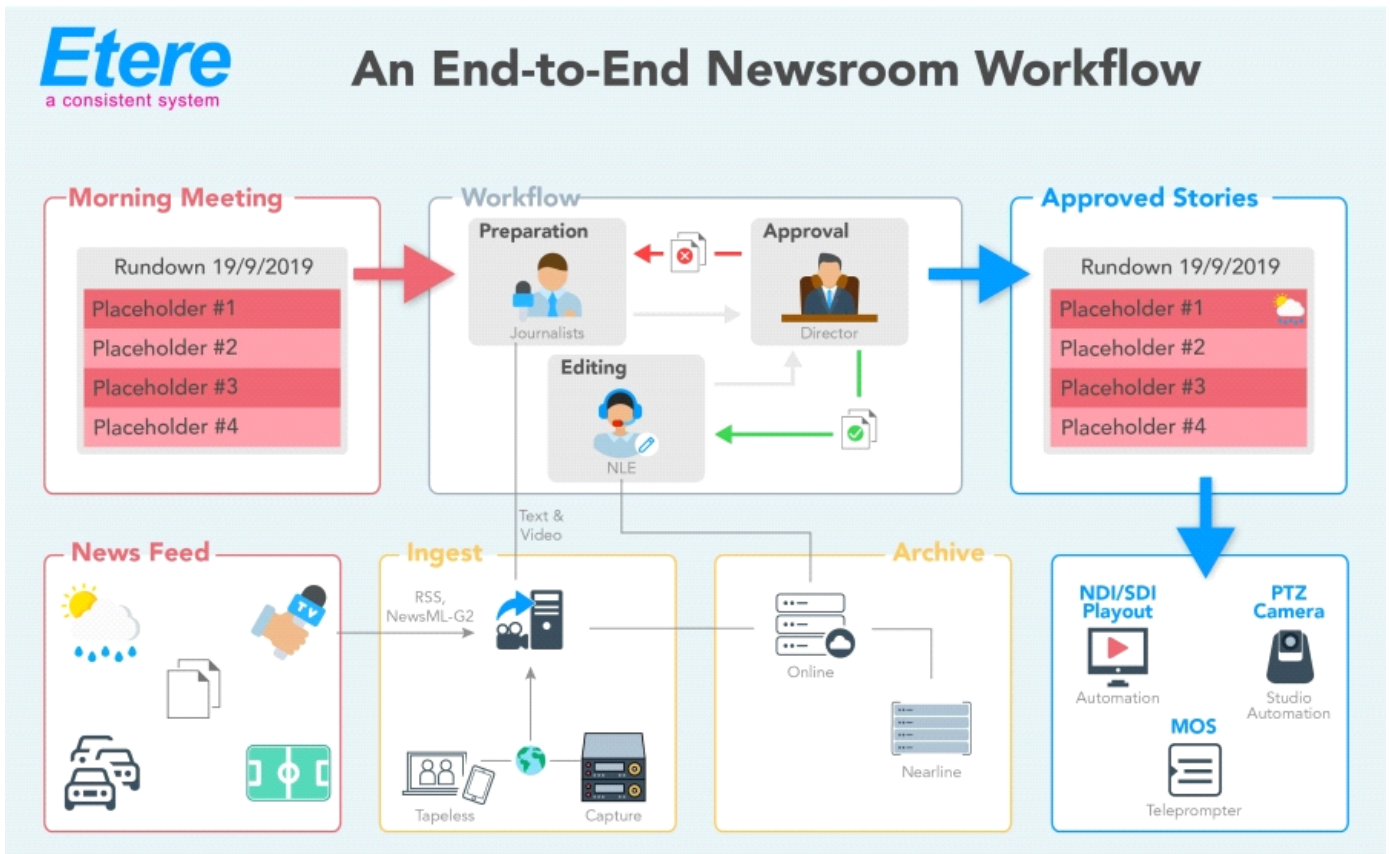 Etere
a consistent system
An End-to-End Newsroom Workflow
Morning Meeting
Rundown 19/9/2019
Placeholder #1
Placeholder #2
Placeholder #3
Placeholder #4
Workflow
Preparation
Journalists
Approval
Director
Editing
NLE
Approved Stories
Rundown 19/9/2019
Placeholder #1
Placeholder #2
Placeholder #3
Placeholder #4
Text &
Video
News Feed
TV
Ingest
RSS,
NewsML-G2
Tapeless
Capture
Archive
Online
Nearline
NDI/SDI
Playout
Automation
PTZ
Camera
Studio
Automation
MOS
Teleprompter